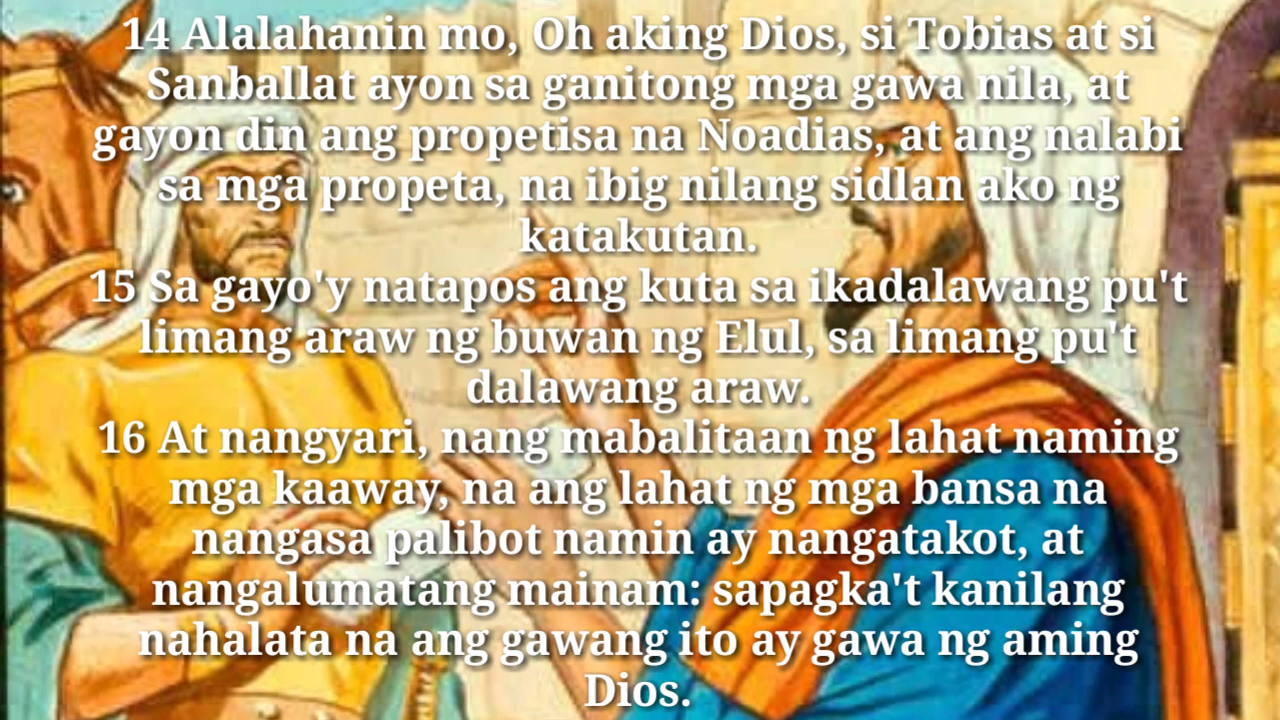 14 Alalahanin mo, Oh aking Dios, si Tobias at si
Sanballat ayon sa ganitong mga gawa nila, at
gayon din ang propetisa na Noadias, at ang nalabi
sa mga propeta, na ibig nilang sidlan ako ng
katakutan.
15 Sa gayo'y natapos ang kuta sa ikadalawang pu't
limang araw ng buwan ng Elul, sa limang pu't
dalawang araw.
16 At nangyari, nang mabalitaan ng lahat naming
mga kaaway, na ang lahat ng mga bansa na
nangasa palibot namin ay nangatakot, at
nangalumatang mainam: sapagka't kanilang
nahalata na ang gawang ito ay gawa ng aming
Dios.